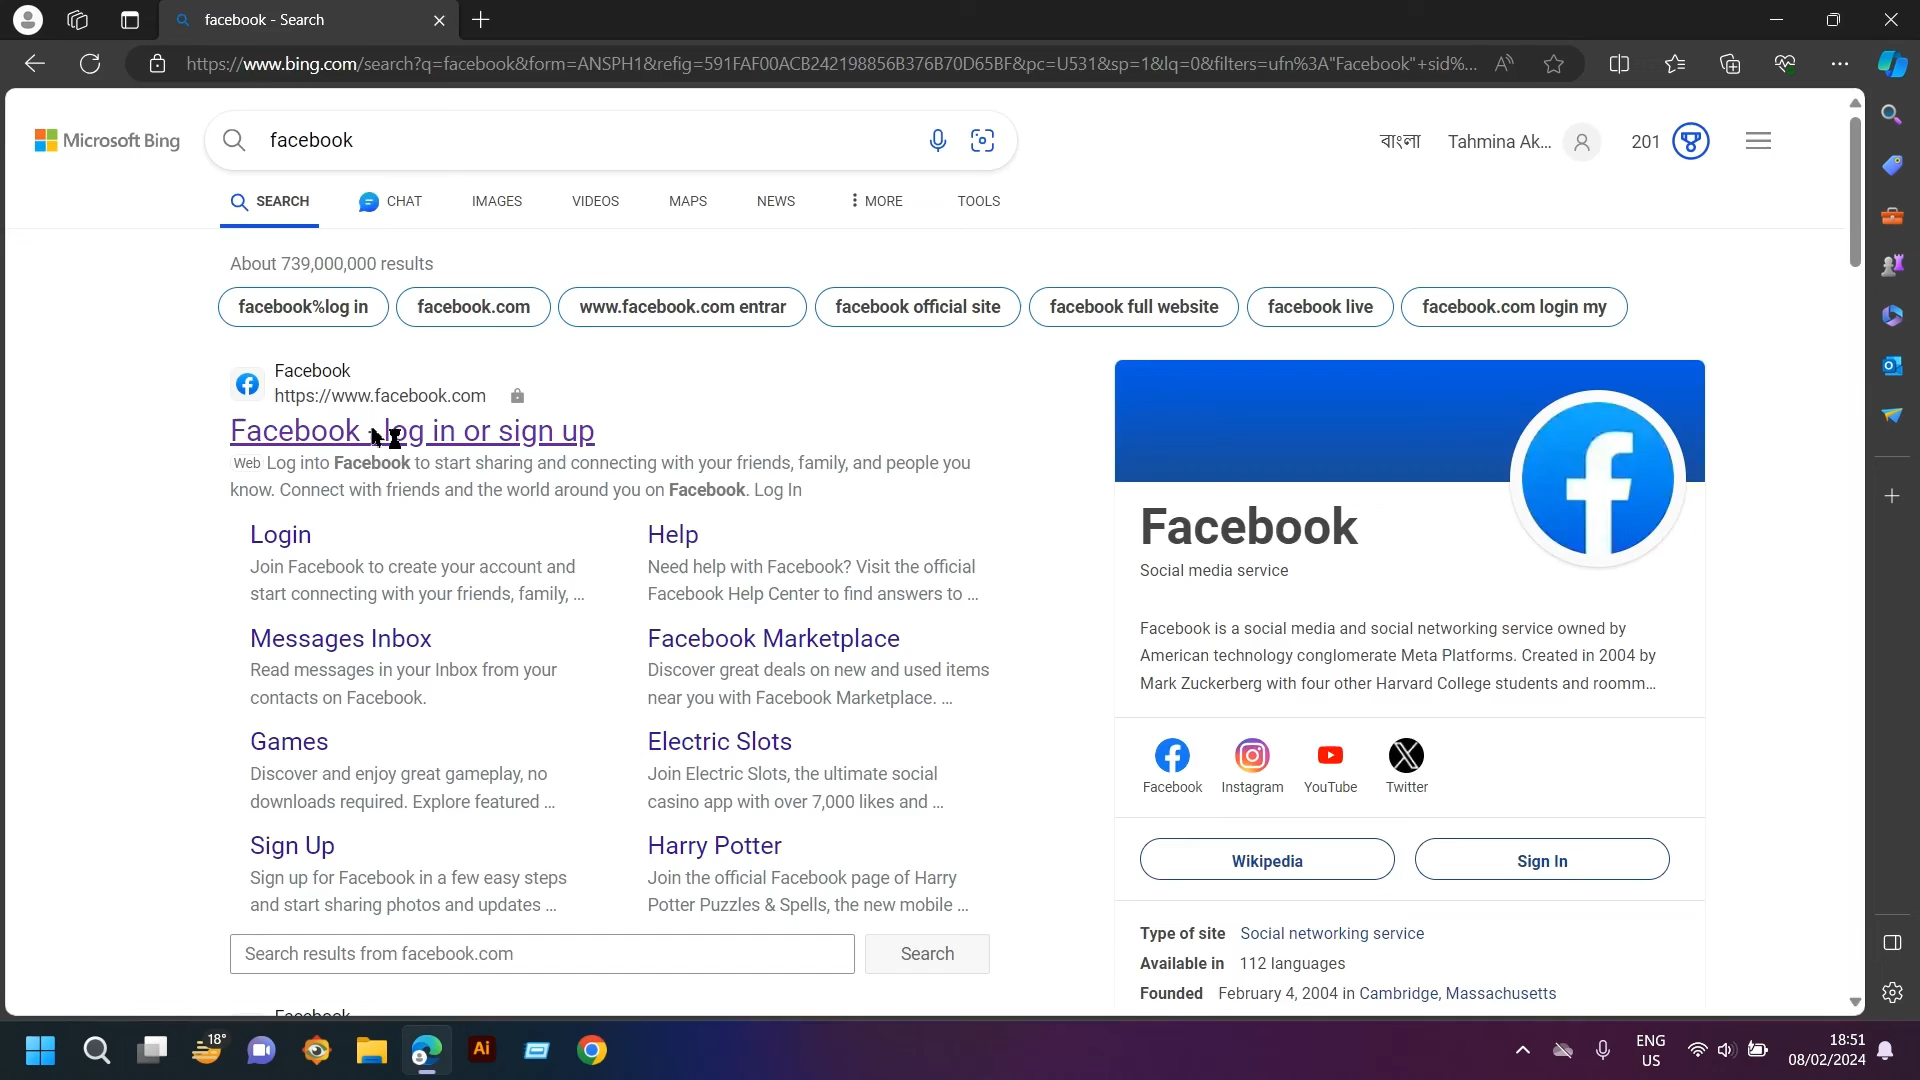 facebook - Search
https://www.bing.com/search?q=facebook&form=ANSPH1&refig=591FAF00ACB242198856B376B70D65BF&pc=U531&sp=1&lq=0&filters=ufn%3A"Facebook"+sid%...
Microsoft Bing
facebook
বাংলা
Tahmina Ak...
201
SEARCH
CHAT
IMAGES
VIDEOS
MAPS
NEWS
MORE
TOOLS
About 739,000,000 results
facebook%log in
facebook.com
www.facebook.com entrar
facebook official site
facebook full website
facebook live
facebook.com login my
Facebook
https://www.facebook.com
Facebook log in or sign up
Web Log into Facebook to start sharing and connecting with your friends, family, and people you
know. Connect with friends and the world around you on Facebook. Log In
Login
Join Facebook to create your account and
start connecting with your friends, family, ...
Help
Need help with Facebook? Visit the official
Facebook Help Center to find answers to ...
Messages Inbox
Read messages in your Inbox from your
contacts on Facebook.
Facebook Marketplace
Discover great deals on new and used items
near you with Facebook Marketplace. ...
Games
Discover and enjoy great gameplay, no
downloads required. Explore featured ...
Electric Slots
Join Electric Slots, the ultimate social
casino app with over 7,000 likes and ...
Sign Up
Sign up for Facebook in a few easy steps
and start sharing photos and updates ...
Harry Potter
Join the official Facebook page of Harry
Potter Puzzles & Spells, the new mobile ...
Search results from facebook.com
Search
Facebook
Facebook
Social media service
Facebook is a social media and social networking service owned by
American technology conglomerate Meta Platforms. Created in 2004 by
Mark Zuckerberg with four other Harvard College students and roomm...
Facebook
Instagram
YouTube
Twitter
Wikipedia
Sign In
Type of site Social networking service
Available in 112 languages
Founded February 4, 2004 in Cambridge, Massachusetts
18°
Ai
ENG
US
18:51
08/02/2024